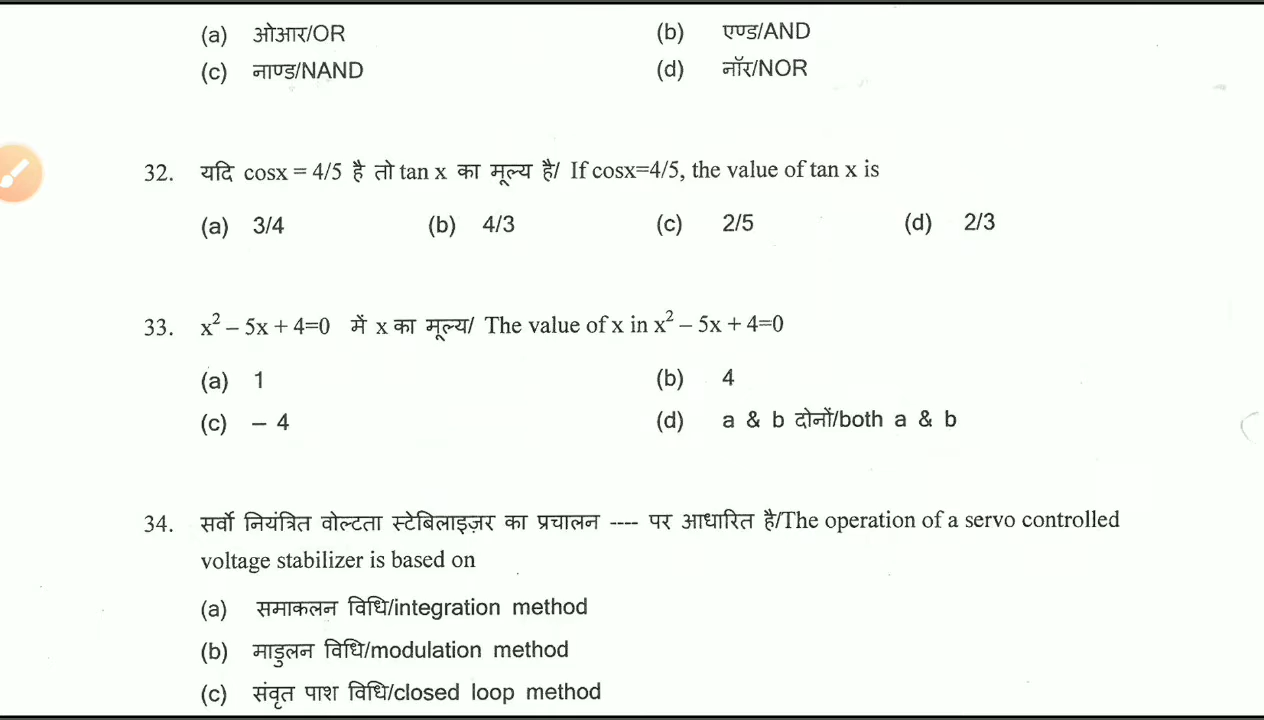 (a) ओआर/OR (b) एण्ड/AND
(c) नाण्ड/NAND (d) नॉर/NOR
32. यदि cosx = 4/5 है तो tan x का मूल्य है/ If cosx=4/5, the value of tan x is
(a) 3/4 (b) 4/3 (c) 2/5 (d) 2/3
33. x² – 5x + 4=0 में x का मूल्य/ The value of x in x² – 5x + 4=0
(a) 1 (b) 4
(c) – 4 (d) a & b दोनों/both a & b
34. सर्वो नियंत्रित वोल्टता स्टेबिलाइज़र का प्रचालन ---- पर आधारित है/The operation of a servo controlled
voltage stabilizer is based on
(a) समाकलन विधि/integration method
(b) माडुलन विधि/modulation method
(c) संवृत पाश विधि/closed loop method